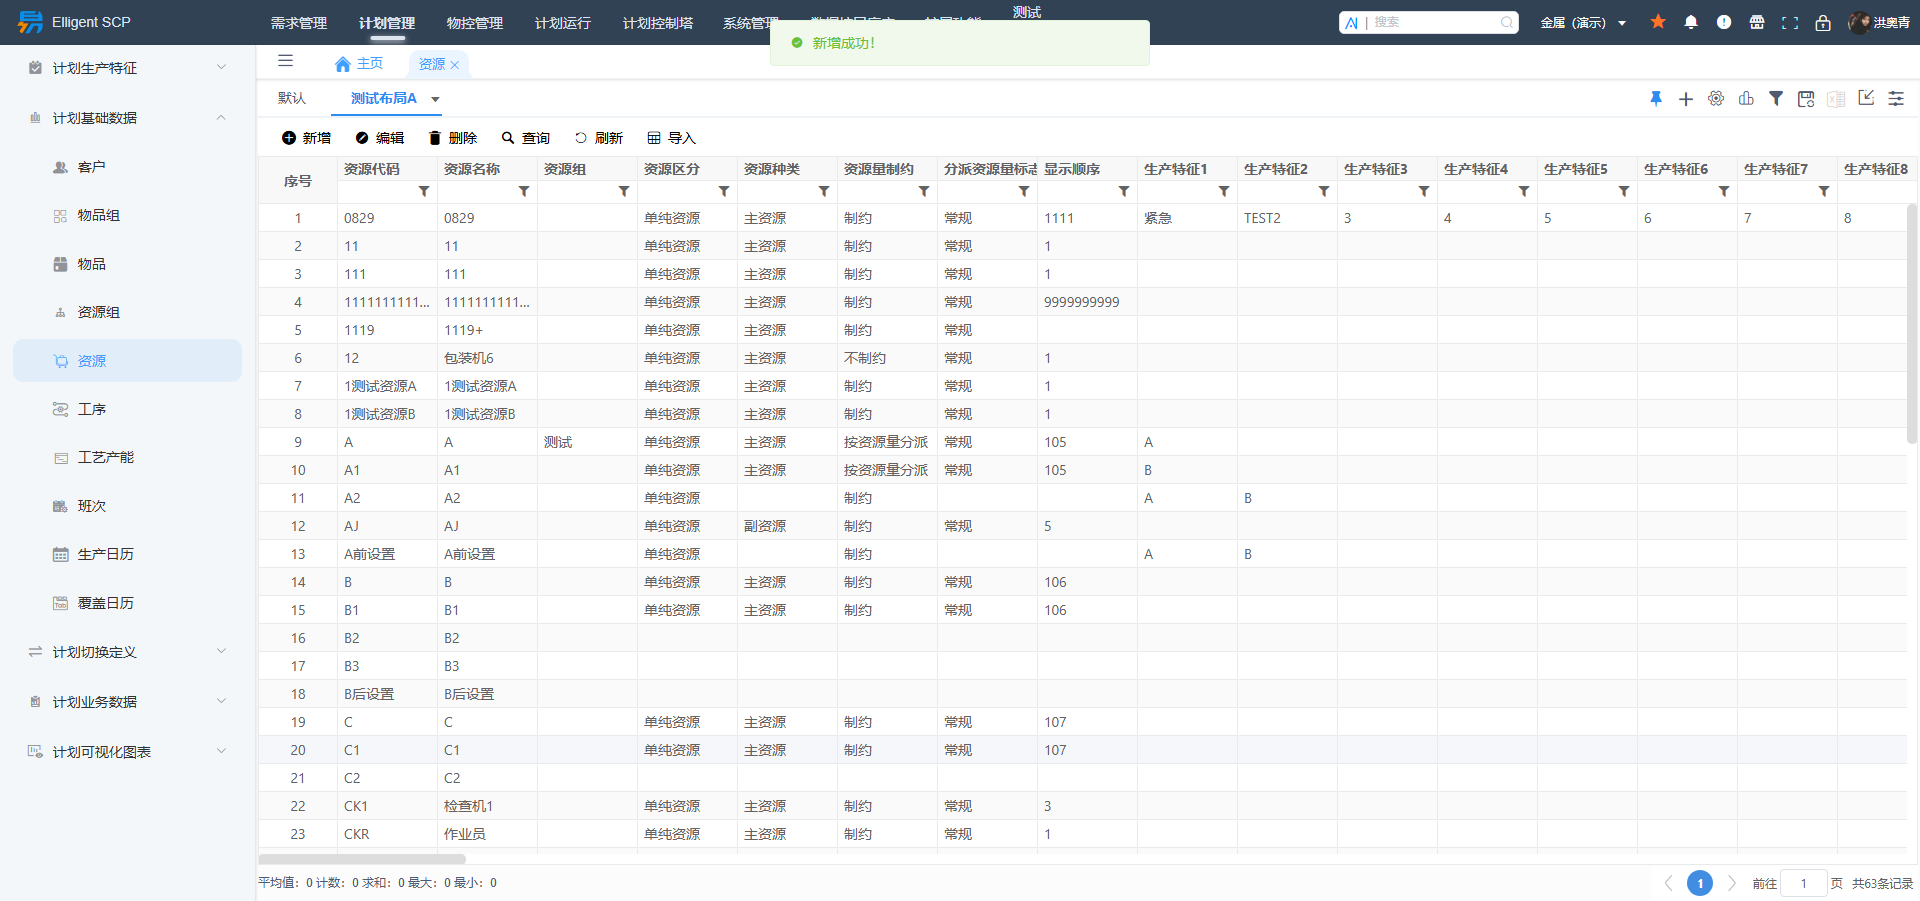 Elligent SCP
需求管理 计划管理 物控管理 计划运行 计划控制塔 系统管理
测试
AI | 搜索
金属（演示）
洪奥青
新增成功！
计划生产特征
计划基础数据
客户
物品组
物品
资源组
资源
工序
工艺产能
班次
生产日历
覆盖日历
计划切换定义
计划业务数据
计划可视化图表
主页 资源
默认 测试布局A
新增 编辑 删除 查询 刷新 导入
序号 资源代码 资源名称 资源组 资源区分 资源种类 资源量制约 分派资源量标志 显示顺序 生产特征1 生产特征2 生产特征3 生产特征4 生产特征5 生产特征6 生产特征7 生产特征8
1 0829 0829 单纯资源 主资源 制约 常规 1111 紧急 TEST2 3 4 5 6 7 8
2 11 11 单纯资源 主资源 制约 常规 1
3 111 111 单纯资源 主资源 制约 常规 1
4 1111111111... 1111111111... 单纯资源 主资源 制约 常规 9999999999
5 1119 1119+ 单纯资源 主资源 制约 常规
6 12 包装机6 单纯资源 主资源 不制约 常规 1
7 1测试资源A 1测试资源A 单纯资源 主资源 制约 常规 1
8 1测试资源B 1测试资源B 单纯资源 主资源 制约 常规 1
9 A A 测试 单纯资源 主资源 按资源量分派 常规 105 A
10 A1 A1 单纯资源 主资源 按资源量分派 常规 105 B
11 A2 A2 单纯资源 制约 A B
12 AJ AJ 单纯资源 副资源 制约 常规 5
13 A前设置 A前设置 单纯资源 制约 A B
14 B B 单纯资源 主资源 制约 常规 106
15 B1 B1 单纯资源 主资源 制约 常规 106
16 B2 B2
17 B3 B3
18 B后设置 B后设置
19 C C 单纯资源 主资源 制约 常规 107
20 C1 C1 单纯资源 主资源 制约 常规 107
21 C2 C2
22 CK1 检查机1 单纯资源 主资源 制约 常规 3
23 CKR 作业员 单纯资源 主资源 制约 常规 1
平均值：0 计数：0 求和：0 最大：0 最小：0
1 前往 1 页 共63条记录